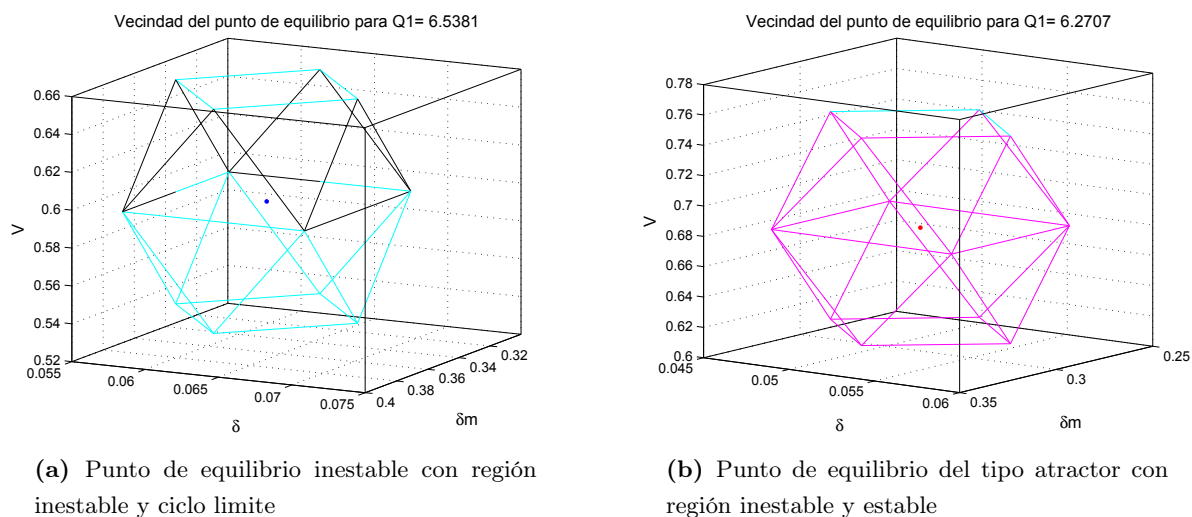 Vecindad del punto de equilibrio para Q1= 6.5381
0.66
0.64
0.62
0.6
0.58
0.56
0.54
0.52
V
0.055
0.06
0.065
0.07
0.075
δ
0.4
0.38
0.36
0.34
0.32
δm
(a) Punto de equilibrio inestable con región
inestable y ciclo limite
Vecindad del punto de equilibrio para Q1= 6.2707
0.78
0.76
0.74
0.72
0.7
0.68
0.66
0.64
0.62
0.6
V
0.045
0.05
0.055
0.06
δ
0.35
0.3
0.25
δm
(b) Punto de equilibrio del tipo atractor con
región inestable y estable